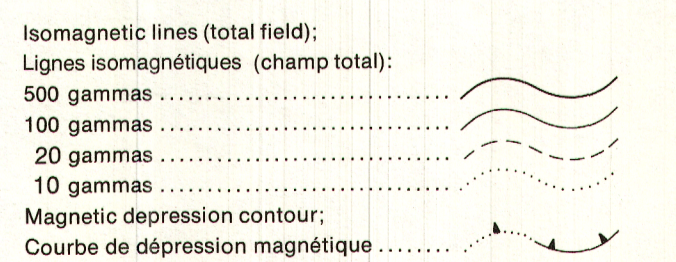 Isomagnetic lines (total field);
Lignes isomagnétiques (champ total):
500 gammas ................................
100 gammas ................................
20 gammas ................................
10 gammas ................................
Magnetic depression contour;
Courbe de dépression magnétique ........